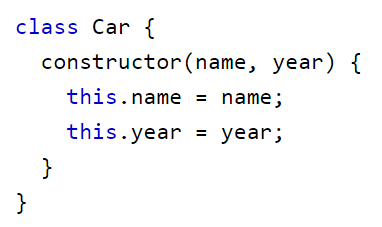 class Car {
  constructor(name, year) {
    this.name = name;
    this.year = year;
  }
}